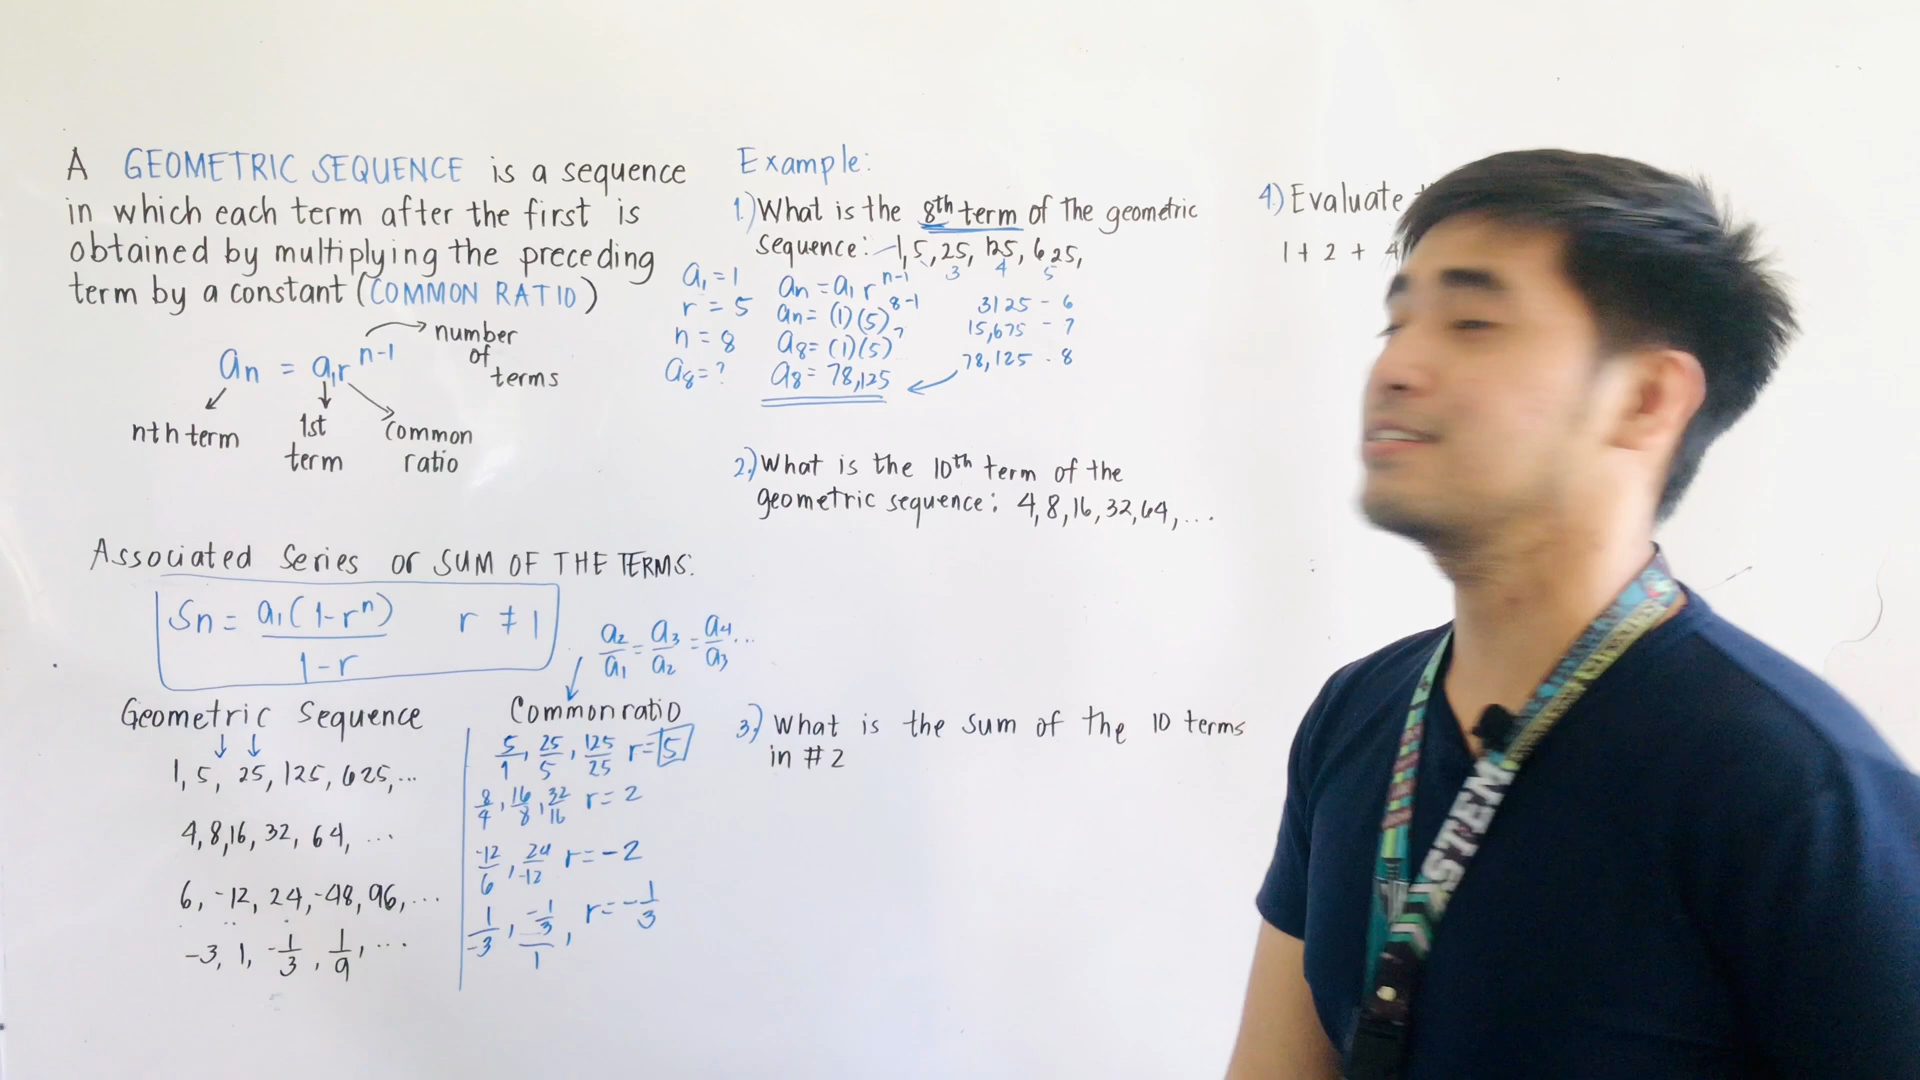 A GEOMETRIC SEQUENCE is a sequence
in which each term after the first is
obtained by multiplying the preceding
term by a constant (COMMON RATIO)
an = a₁r^(n-1)
number
of
terms
nth term
1st
term
common
ratio
Associated Series or SUM OF THE TERMS:
Sn = a₁(1-rⁿ) / 1-r    r ≠ 1
a₂/a₁ = a₃/a₂ = a₄/a₃ ...
Geometric Sequence
1, 5, 25, 125, 625, ...
4, 8, 16, 32, 64, ...
6, -12, 24, -48, 96, ...
-3, 1, -1/3, 1/9, ...
Common ratio
5/1, 25/5, 125/25 r=5
8/4, 16/8, 32/16 r=2
-12/6, 24/-12 r=-2
1/-3, -1/3/1, r=-1/3
Example:
1.) What is the 8th term of the geometric
sequence: 1, 5, 25, 125, 625,
3 4 5
a₁ = 1
r = 5
n = 8
a₈ = ?
an = a₁ r^(n-1)
an = (1)(5)^(8-1)
a₈ = (1)(5)^7
a₈ = 78,125
3125 - 6
15,675 - 7
78,125 - 8
2.) What is the 10th term of the
geometric sequence: 4, 8, 16, 32, 64, ...
3.) What is the sum of the 10 terms
in # 2
4.) Evaluate
1 + 2 + 4
STEM